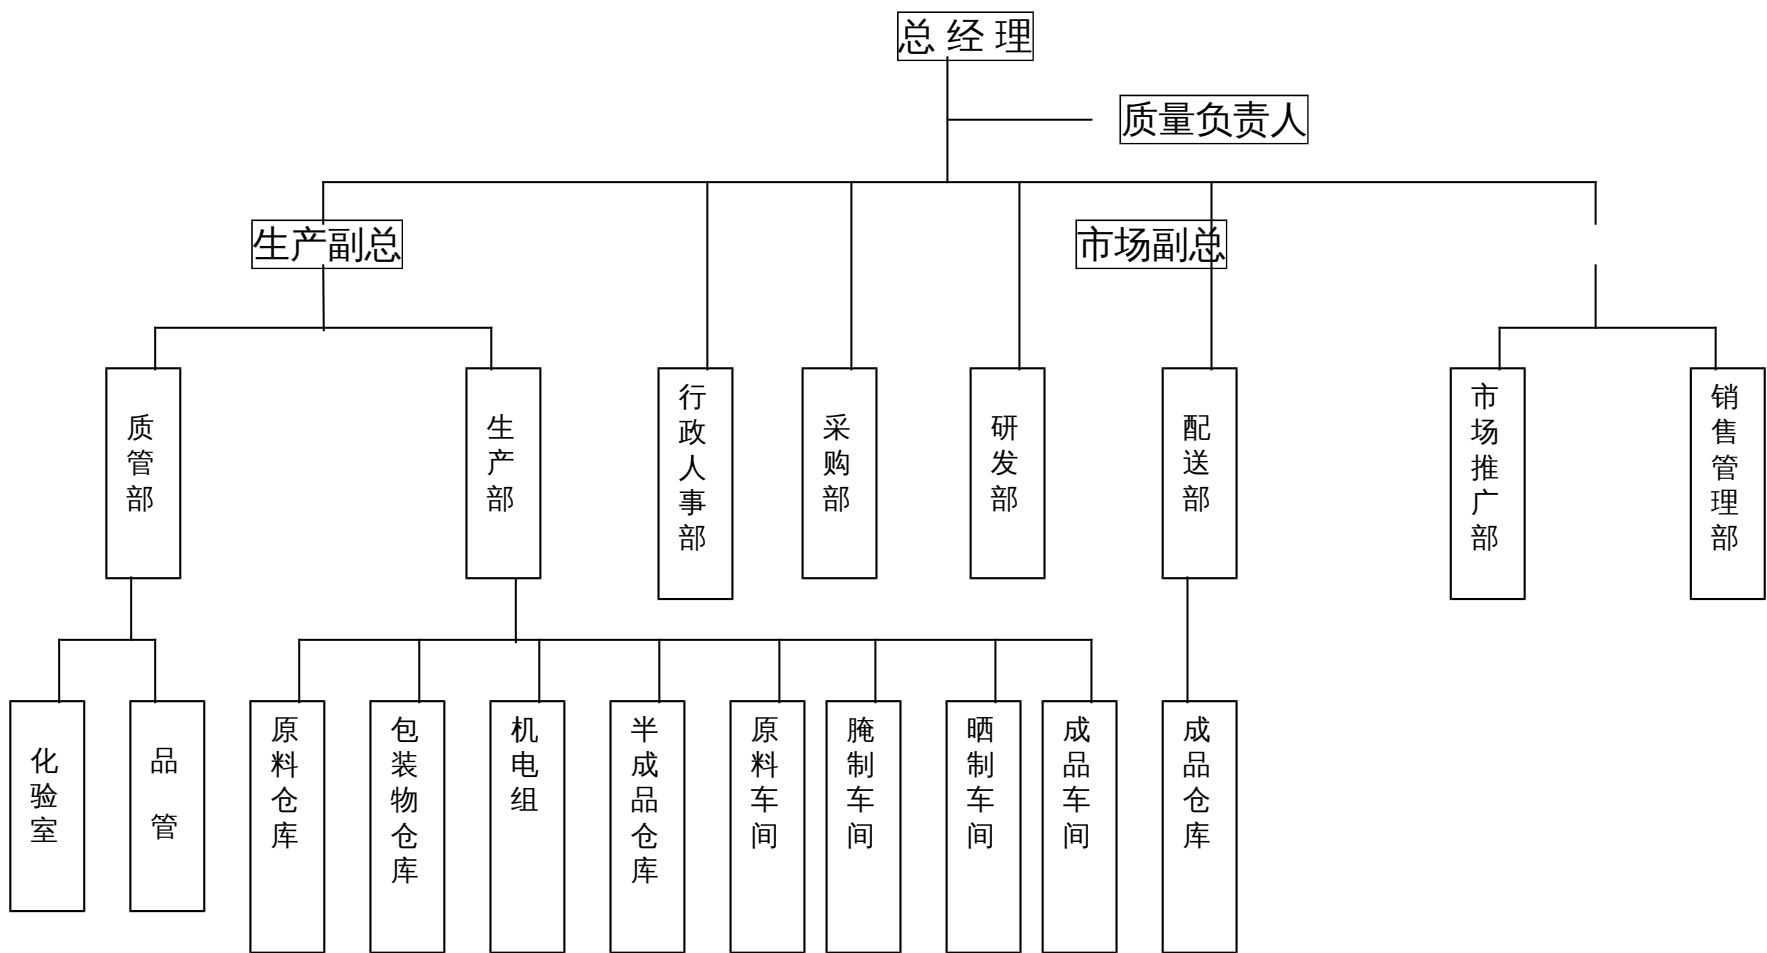 总 经 理
质量负责人
生产副总
市场副总
质管部
生产部
行政人事部
采购部
研发部
配送部
市场推广部
销售管理部
化验室
品管
原料仓库
包装物仓库
机电组
半成品仓库
原料车间
腌制车间
晒制车间
成品车间
成品仓库